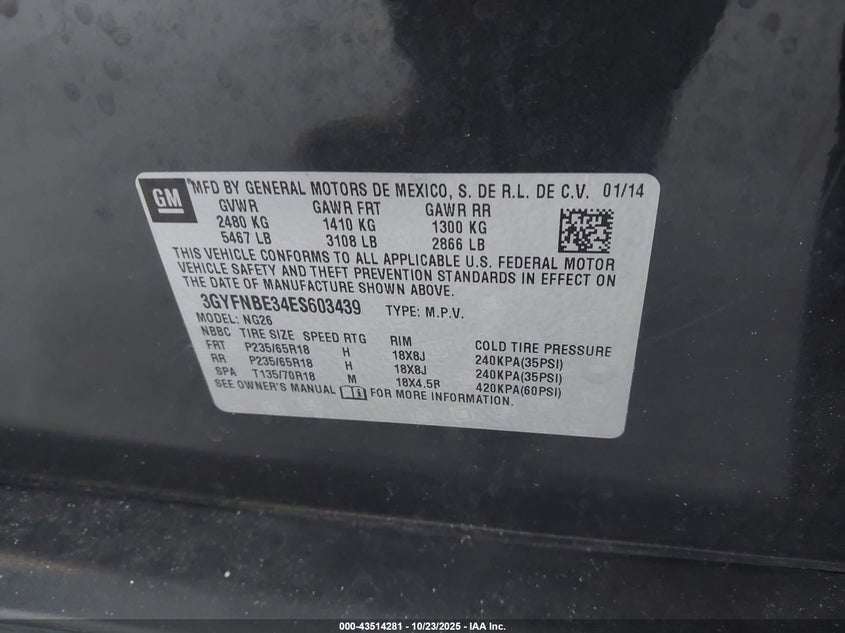 GM
MFD BY GENERAL MOTORS DE MEXICO, S. DE R.L. DE C.V. 01/14
GVWR GAWR FRT GAWR RR
2480 KG 1410 KG 1300 KG
5467 LB 3108 LB 2866 LB
THIS VEHICLE CONFORMS TO ALL APPLICABLE U.S. FEDERAL MOTOR
VEHICLE SAFETY AND THEFT PREVENTION STANDARDS IN EFFECT ON
THE DATE OF MANUFACTURE SHOWN ABOVE.
3GYFNBE34ES603439 TYPE: M.P.V.
MODEL: NG26
NBBC TIRE SIZE SPEED RTG RIM COLD TIRE PRESSURE
FRT P235/65R18 H 18X8J 240KPA(35PSI)
RR P235/65R18 H 18X8J 240KPA(35PSI)
SPA T135/70R18 M 18X4.5R 420KPA(60PSI)
SEE OWNER'S MANUAL FOR MORE INFORMATION.
000-43514281 - 10/23/2025 - IAA Inc.